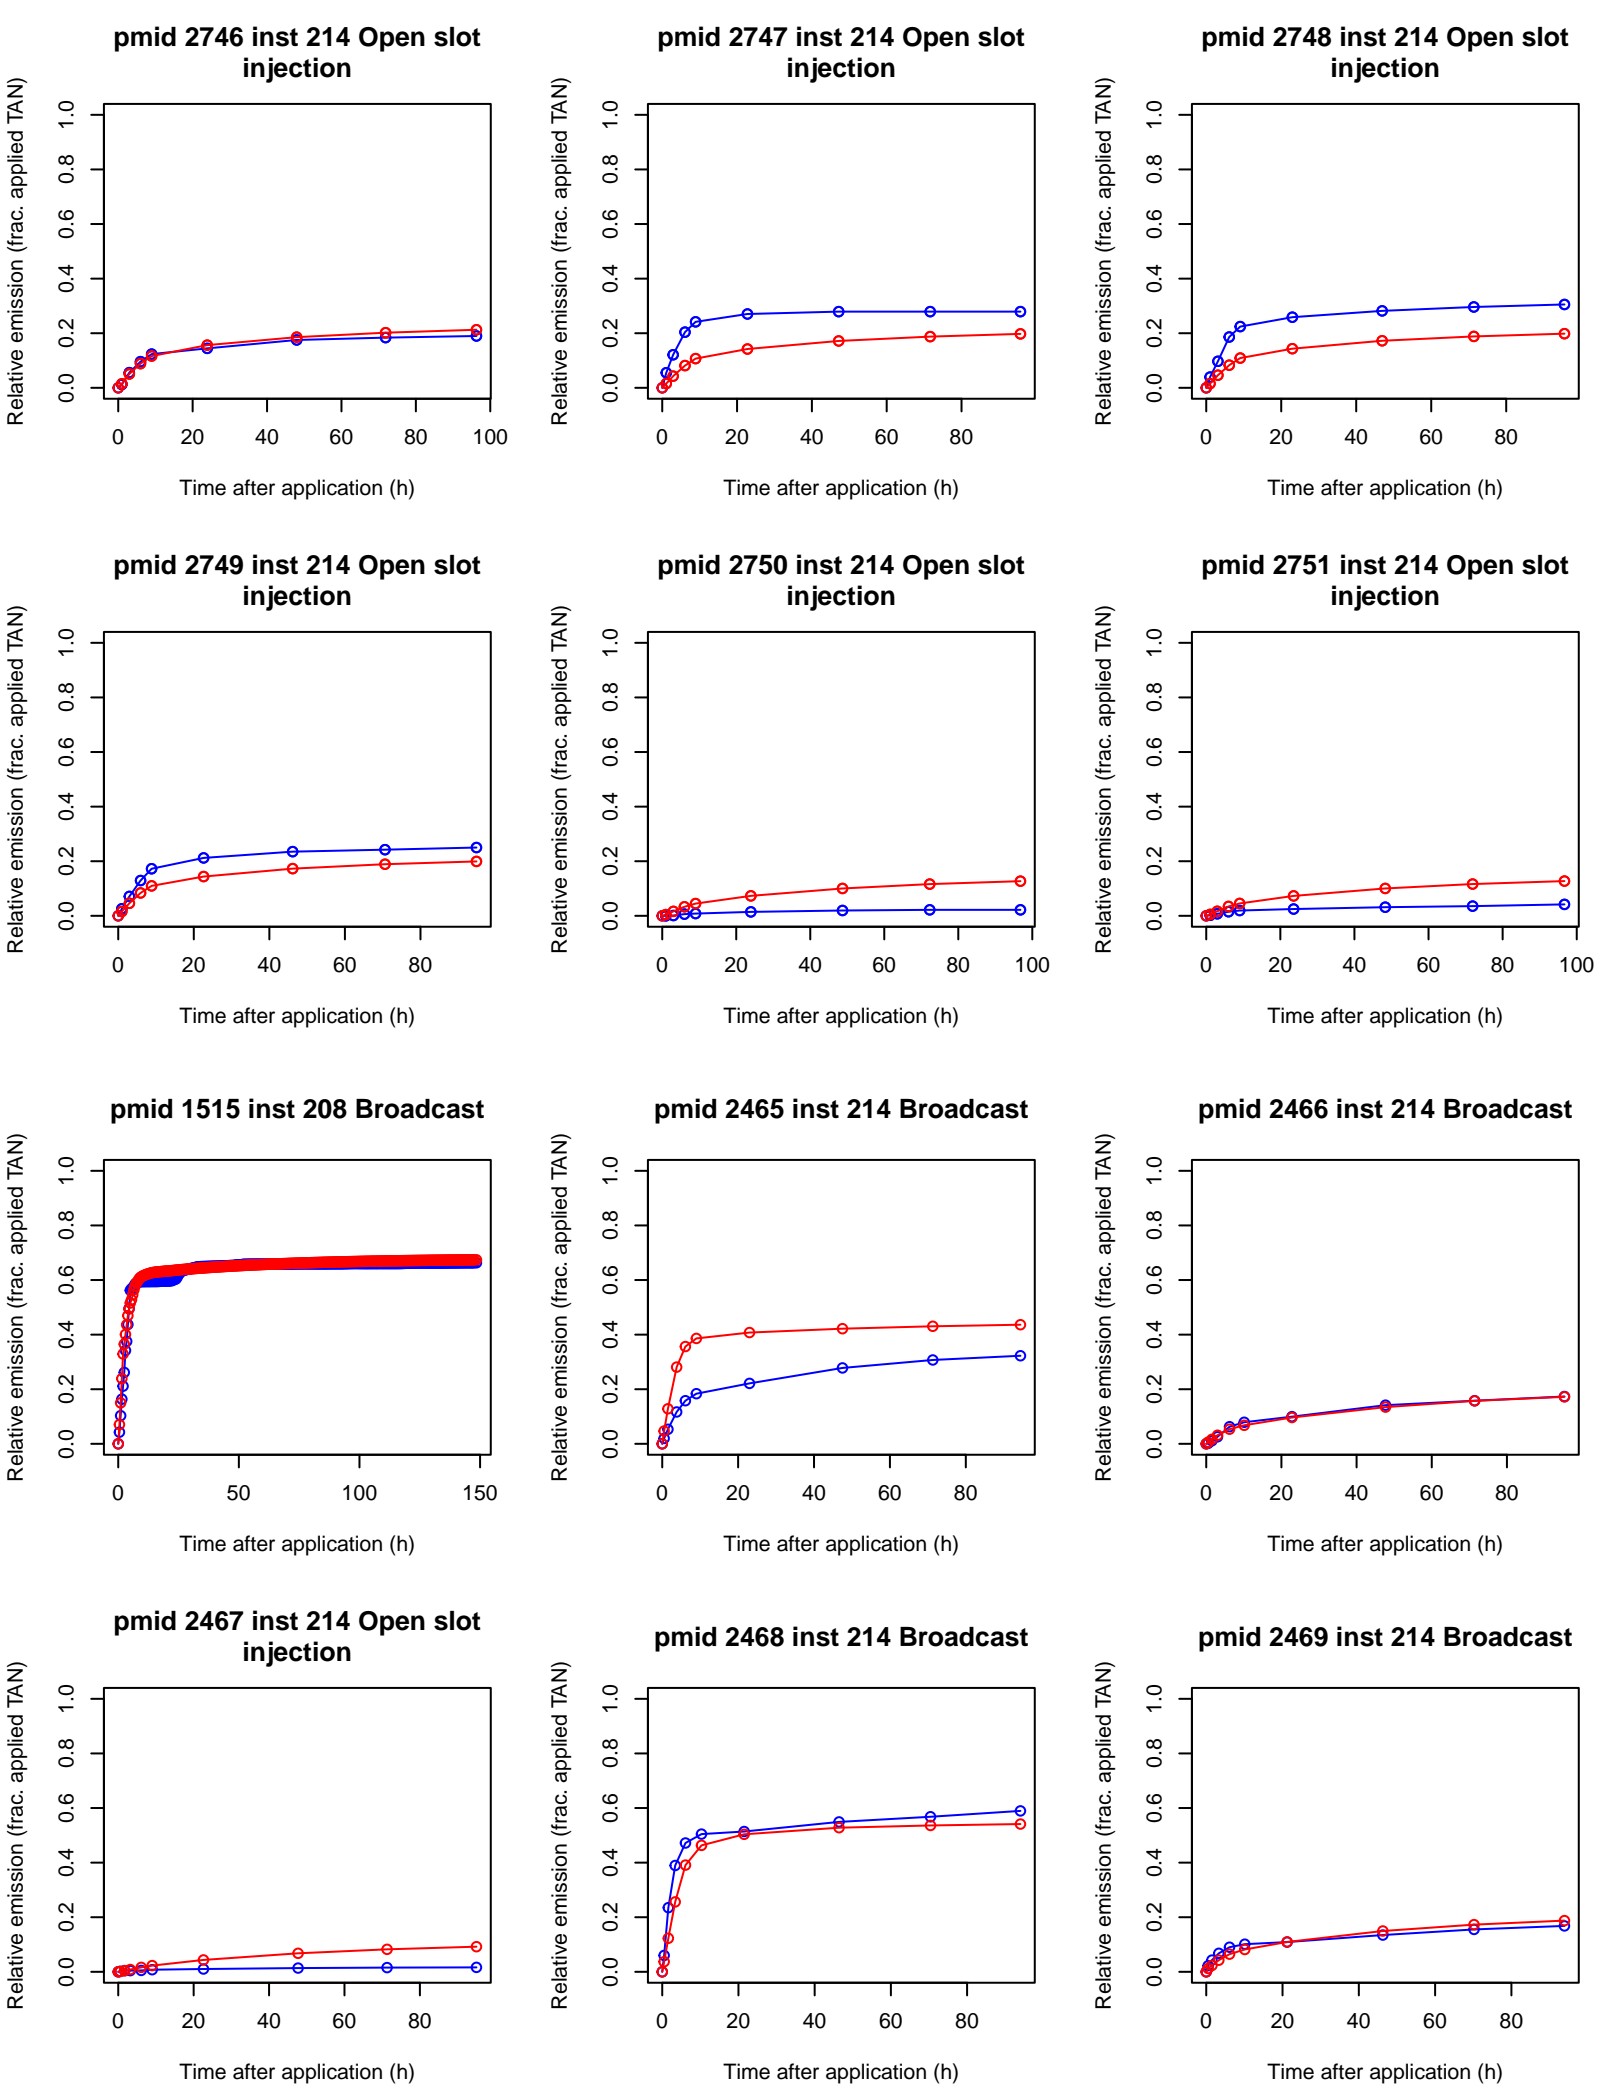 pmid 2746 inst 214 Open slot
injection
Relative emission (frac. applied TAN)
1.0
0.8
0.6
0.4
0.2
0.0
0 20 40 60 80 100
Time after application (h)
pmid 2747 inst 214 Open slot
injection
Relative emission (frac. applied TAN)
1.0
0.8
0.6
0.4
0.2
0.0
0 20 40 60 80
Time after application (h)
pmid 2748 inst 214 Open slot
injection
Relative emission (frac. applied TAN)
1.0
0.8
0.6
0.4
0.2
0.0
0 20 40 60 80
Time after application (h)
pmid 2749 inst 214 Open slot
injection
Relative emission (frac. applied TAN)
1.0
0.8
0.6
0.4
0.2
0.0
0 20 40 60 80
Time after application (h)
pmid 2750 inst 214 Open slot
injection
Relative emission (frac. applied TAN)
1.0
0.8
0.6
0.4
0.2
0.0
0 20 40 60 80 100
Time after application (h)
pmid 2751 inst 214 Open slot
injection
Relative emission (frac. applied TAN)
1.0
0.8
0.6
0.4
0.2
0.0
0 20 40 60 80 100
Time after application (h)
pmid 1515 inst 208 Broadcast
Relative emission (frac. applied TAN)
1.0
0.8
0.6
0.4
0.2
0.0
0 50 100 150
Time after application (h)
pmid 2465 inst 214 Broadcast
Relative emission (frac. applied TAN)
1.0
0.8
0.6
0.4
0.2
0.0
0 20 40 60 80
Time after application (h)
pmid 2466 inst 214 Broadcast
Relative emission (frac. applied TAN)
1.0
0.8
0.6
0.4
0.2
0.0
0 20 40 60 80
Time after application (h)
pmid 2467 inst 214 Open slot
injection
Relative emission (frac. applied TAN)
1.0
0.8
0.6
0.4
0.2
0.0
0 20 40 60 80
Time after application (h)
pmid 2468 inst 214 Broadcast
Relative emission (frac. applied TAN)
1.0
0.8
0.6
0.4
0.2
0.0
0 20 40 60 80
Time after application (h)
pmid 2469 inst 214 Broadcast
Relative emission (frac. applied TAN)
1.0
0.8
0.6
0.4
0.2
0.0
0 20 40 60 80
Time after application (h)